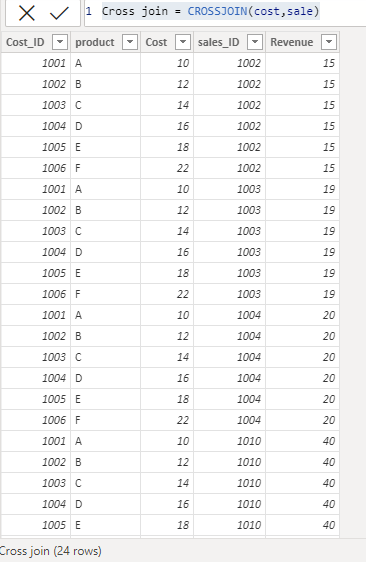 1 Cross join = CROSSJOIN(cost,sale)
Cost_ID product Cost sales_ID Revenue
1001 A 10 1002 15
1002 B 12 1002 15
1003 C 14 1002 15
1004 D 16 1002 15
1005 E 18 1002 15
1006 F 22 1002 15
1001 A 10 1003 19
1002 B 12 1003 19
1003 C 14 1003 19
1004 D 16 1003 19
1005 E 18 1003 19
1006 F 22 1003 19
1001 A 10 1004 20
1002 B 12 1004 20
1003 C 14 1004 20
1004 D 16 1004 20
1005 E 18 1004 20
1006 F 22 1004 20
1001 A 10 1010 40
1002 B 12 1010 40
1003 C 14 1010 40
1004 D 16 1010 40
1005 E 18 1010 40
Cross join (24 rows)